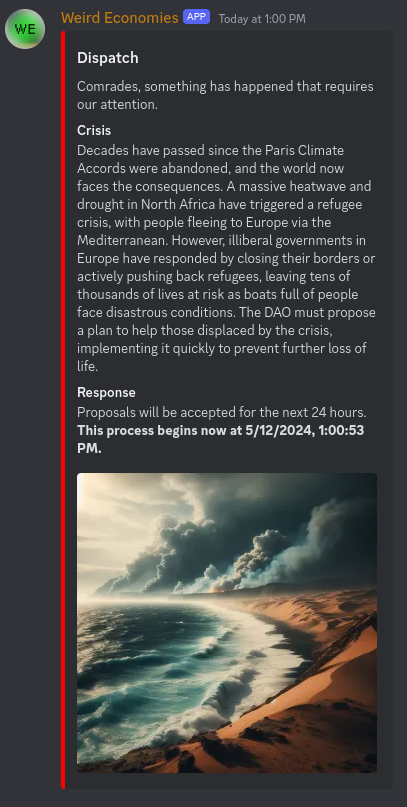 WE
Weird Economies APP Today at 1:00 PM
Dispatch
Comrades, something has happened that requires
our attention.
Crisis
Decades have passed since the Paris Climate
Accords were abandoned, and the world now
faces the consequences. A massive heatwave and
drought in North Africa have triggered a refugee
crisis, with people fleeing to Europe via the
Mediterranean. However, illiberal governments in
Europe have responded by closing their borders or
actively pushing back refugees, leaving tens of
thousands of lives at risk as boats full of people
face disastrous conditions. The DAO must propose
a plan to help those displaced by the crisis,
implementing it quickly to prevent further loss of
life.
Response
Proposals will be accepted for the next 24 hours.
This process begins now at 5/12/2024, 1:00:53
PM.